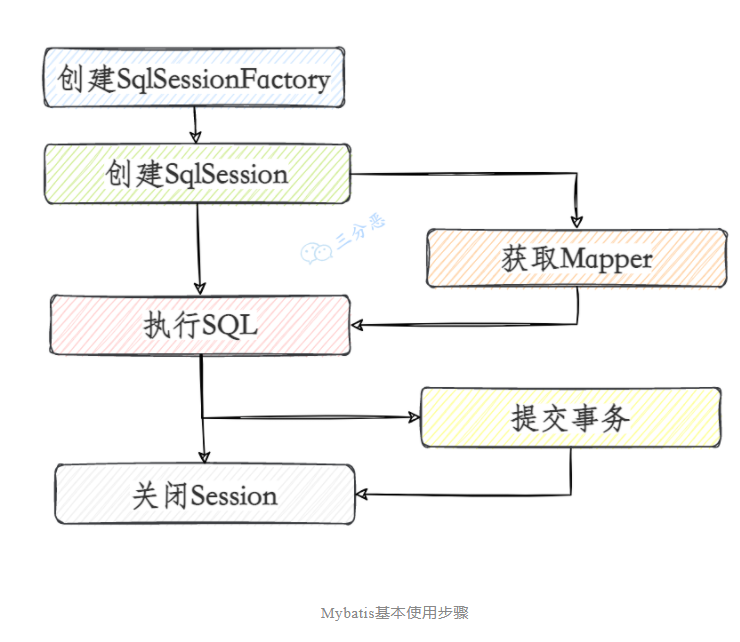 创建SqlSessionFactory
创建SqlSession
三分恶
获取Mapper
执行SQL
提交事务
关闭Session
Mybatis基本使用步骤